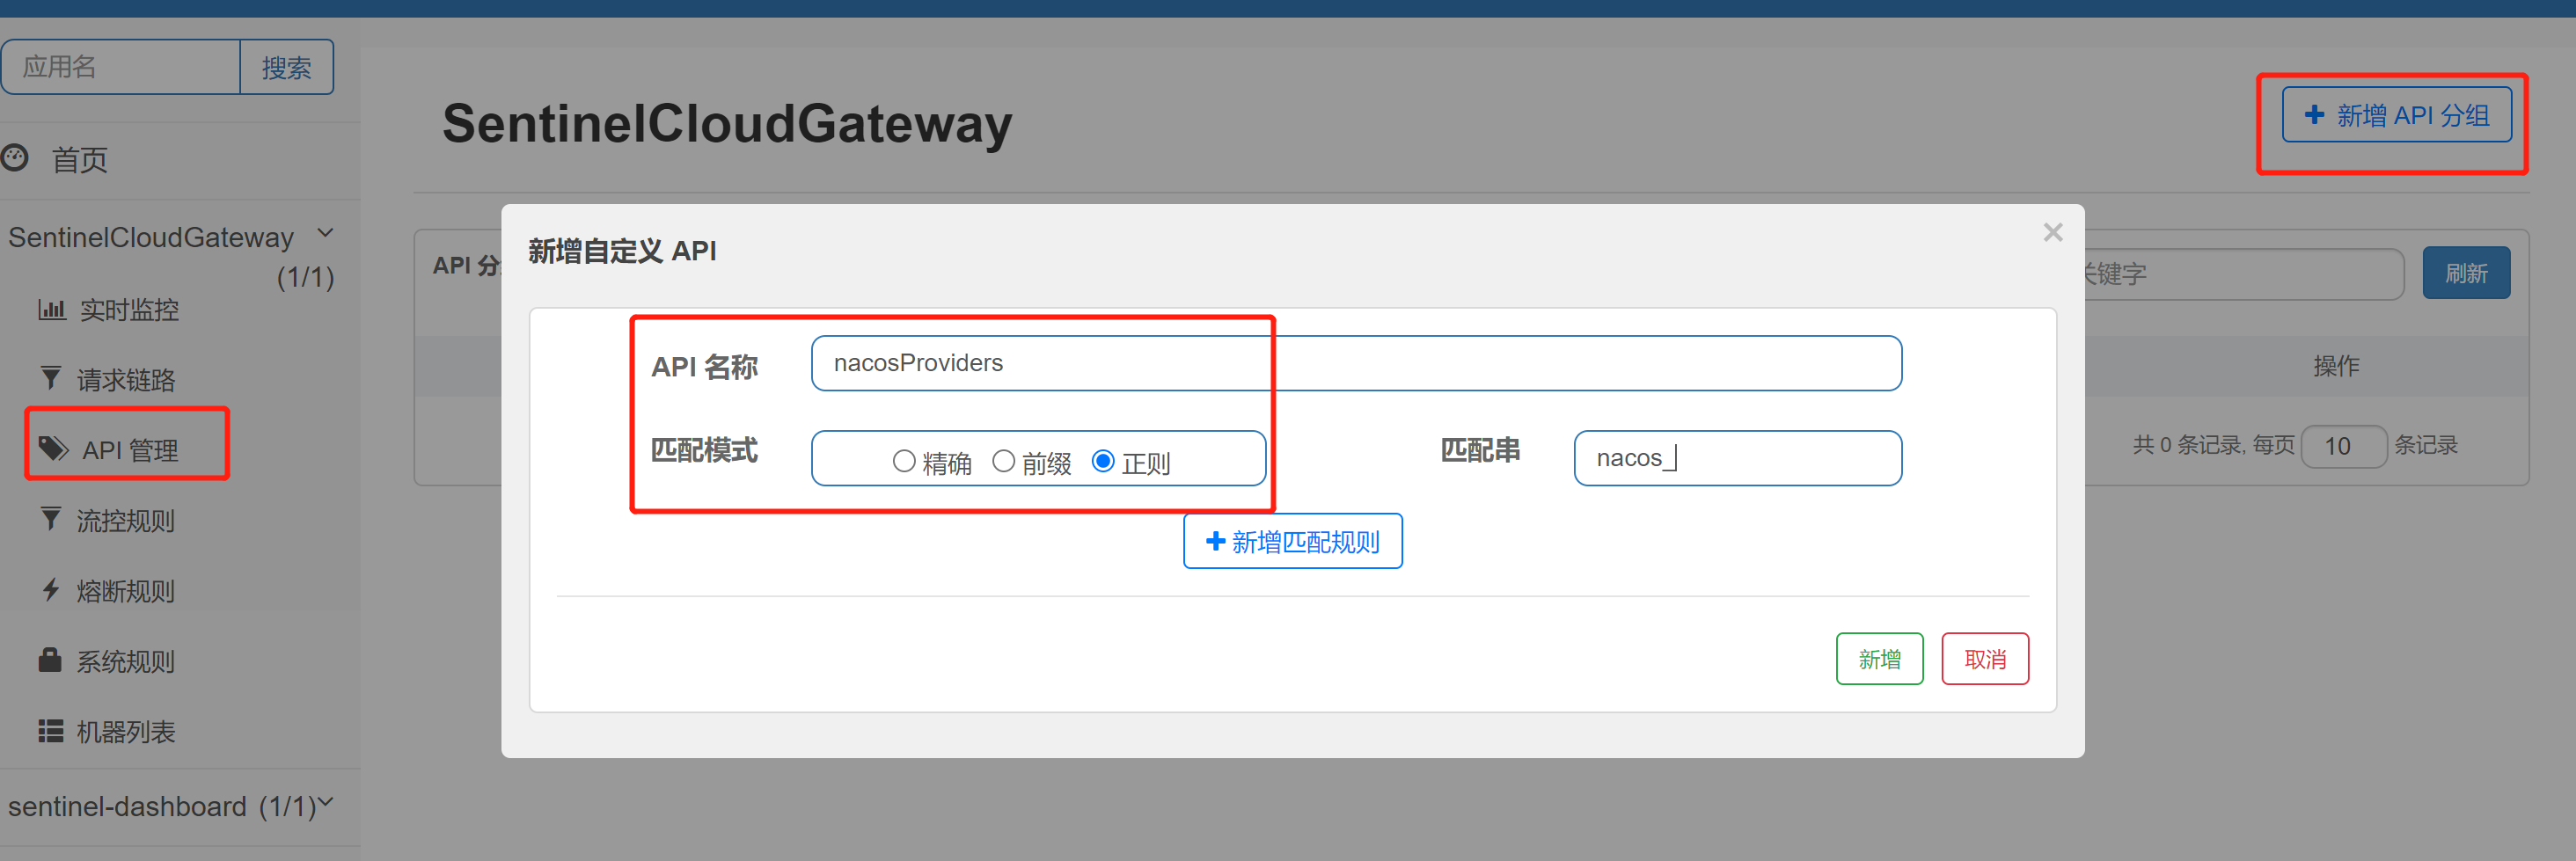 应用名
搜索
首页
SentinelCloudGateway
(1/1)
实时监控
请求链路
API 管理
流控规则
熔断规则
系统规则
机器列表
sentinel-dashboard (1/1)
SentinelCloudGateway
新增 API 分组
API 分
关键字
刷新
操作
共 0 条记录, 每页 10 条记录
新增自定义 API
×
API 名称 nacosProviders
匹配模式 精确 前缀 正则 匹配串 nacos_
新增匹配规则
新增 取消